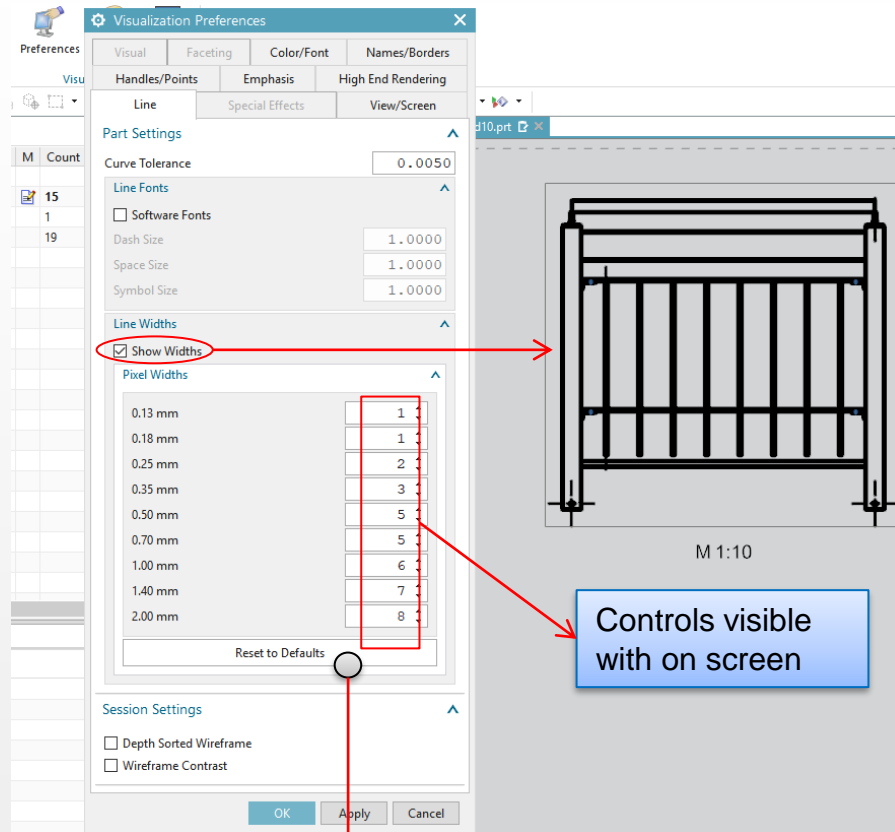 Visualization Preferences
Preferences
Visual Faceting Color/Font Names/Borders
Visu
Handles/Points Emphasis High End Rendering
Line Special Effects View/Screen
d10.prt
Part Settings
M Count
Curve Tolerance 0.0050
Line Fonts
15
Software Fonts
1
19
Dash Size 1.0000
Space Size 1.0000
Symbol Size 1.0000
Line Widths
Show Widths
Pixel Widths
0.13 mm 1
0.18 mm 1
0.25 mm 2
0.35 mm 3
0.50 mm 5
0.70 mm 5
1.00 mm 6
1.40 mm 7
2.00 mm 8
M 1:10
Controls visible
with on screen
Reset to Defaults
Session Settings
Depth Sorted Wireframe
Wireframe Contrast
OK Apply Cancel